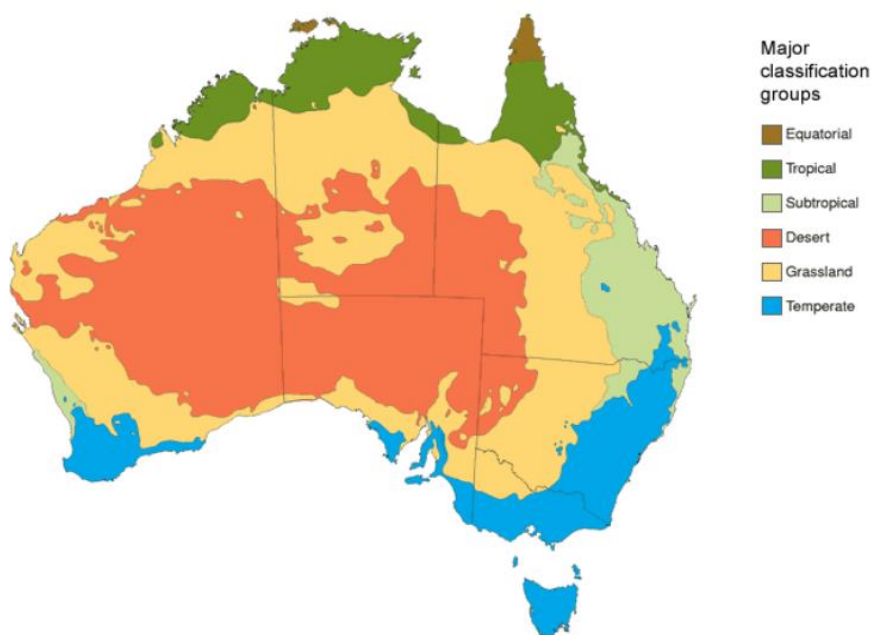 Major
classification
groups
Equatorial
Tropical
Subtropical
Desert
Grassland
Temperate